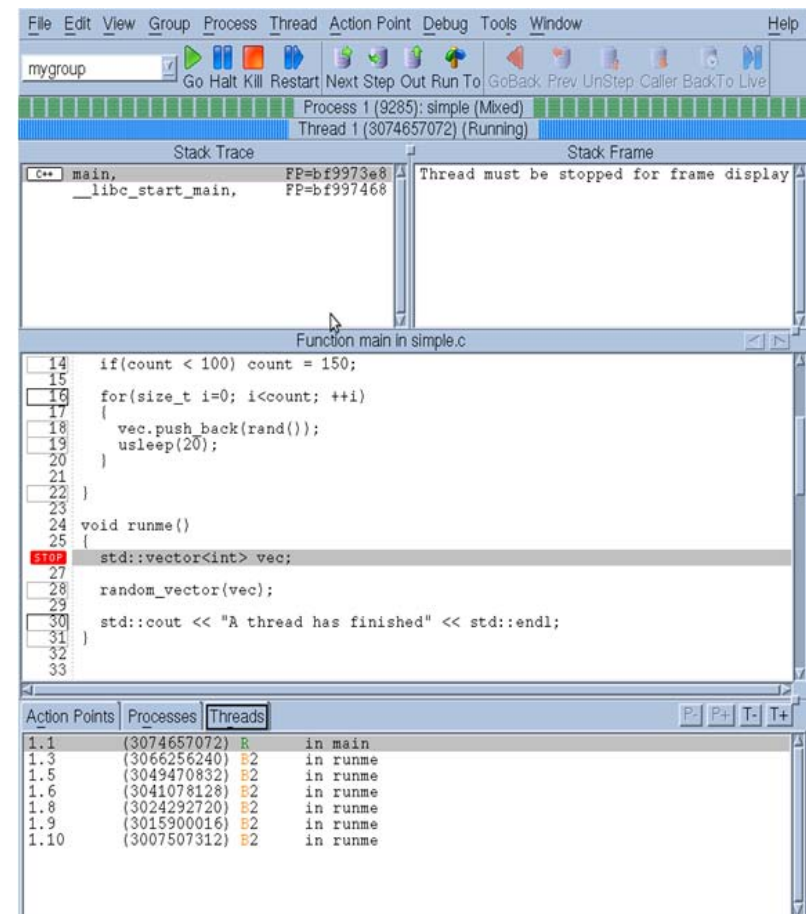 File Edit View Group Process Thread Action Point Debug Tools Window Help
mygroup
Go Halt Kill Restart Next Step Out Run To GoBack Prev UnStep Caller BackTo Live
Process 1 (9285): simple (Mixed)
Thread 1 (3074657072) (Running)
Stack Trace
C++ main, FP=bf9973e8
__libc_start_main, FP=bf997468
Stack Frame
Thread must be stopped for frame display
Function main in simple.c
14 if(count < 100) count = 150;
15
16 for(size_t i=0; i<count; ++i)
17 {
18 vec.push_back(rand());
19 usleep(20);
20 }
21
22 }
23
24 void runme()
25 {
STOP std::vector<int> vec;
27
28 random_vector(vec);
29
30 std::cout << "A thread has finished" << std::endl;
31 }
32
33
Action Points Processes Threads P- P+ T- T+
1.1 (3074657072) R in main
1.3 (3066256240) B2 in runme
1.5 (3049470832) B2 in runme
1.6 (3041078128) B2 in runme
1.8 (3024292720) B2 in runme
1.9 (3015900016) B2 in runme
1.10 (3007507312) B2 in runme